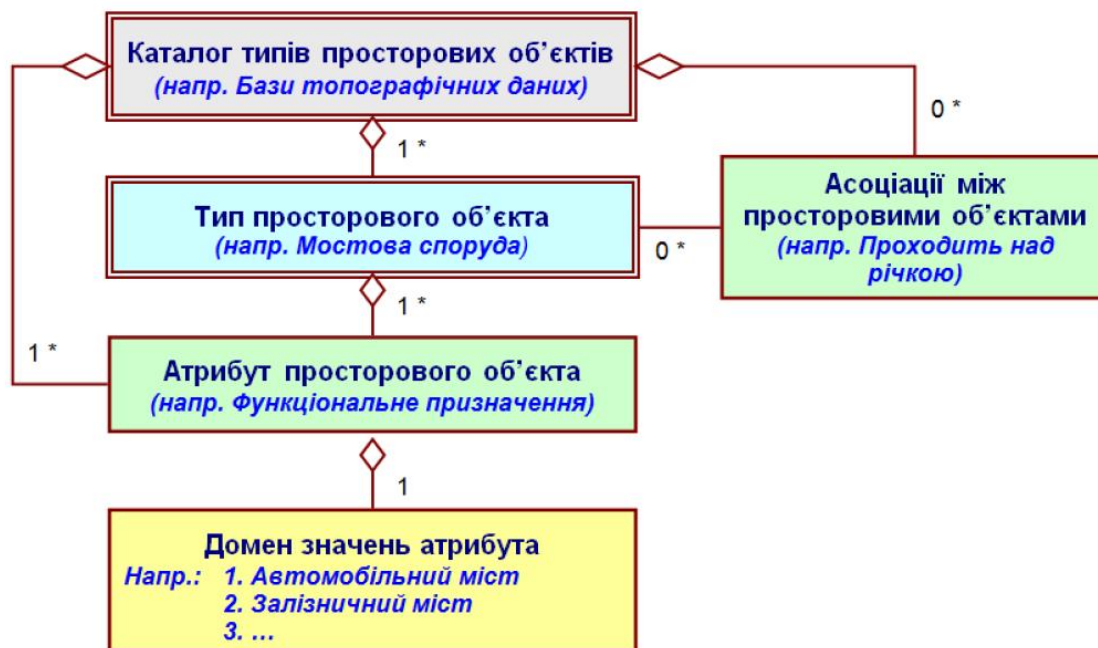 Каталог типів просторових об’єктів
(напр. Бази топографічних даних)
0 *
1 *
Асоціації між
просторовими об’єктами
(напр. Проходить над
річкою)
Тип просторового об’єкта
(напр. Мостова споруда)
0 *
1 *
1 *
Атрибут просторового об’єкта
(напр. Функціональне призначення)
1
Домен значень атрибута
Напр.: 1. Автомобільний міст
2. Залізничний міст
3. ...